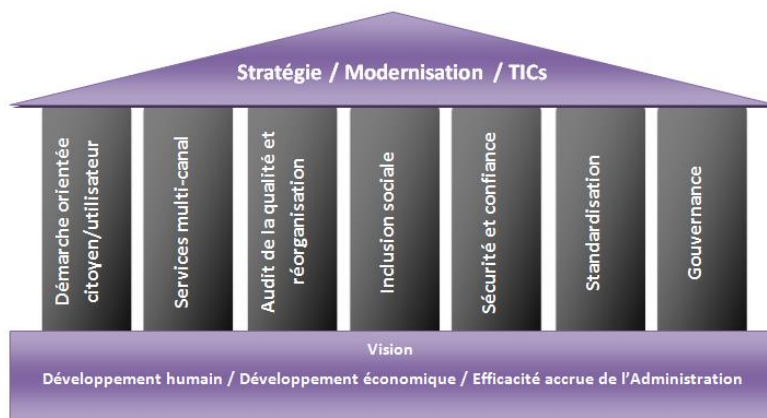 Stratégie / Modernisation / TICs
Démarche orientée
citoyen/utilisateur
Services multi-canal
Audit de la qualité et
réorganisation
Inclusion sociale
Sécurité et confiance
Standardisation
Gouvernance
Vision
Développement humain / Développement économique / Efficacité accrue de l’Administration